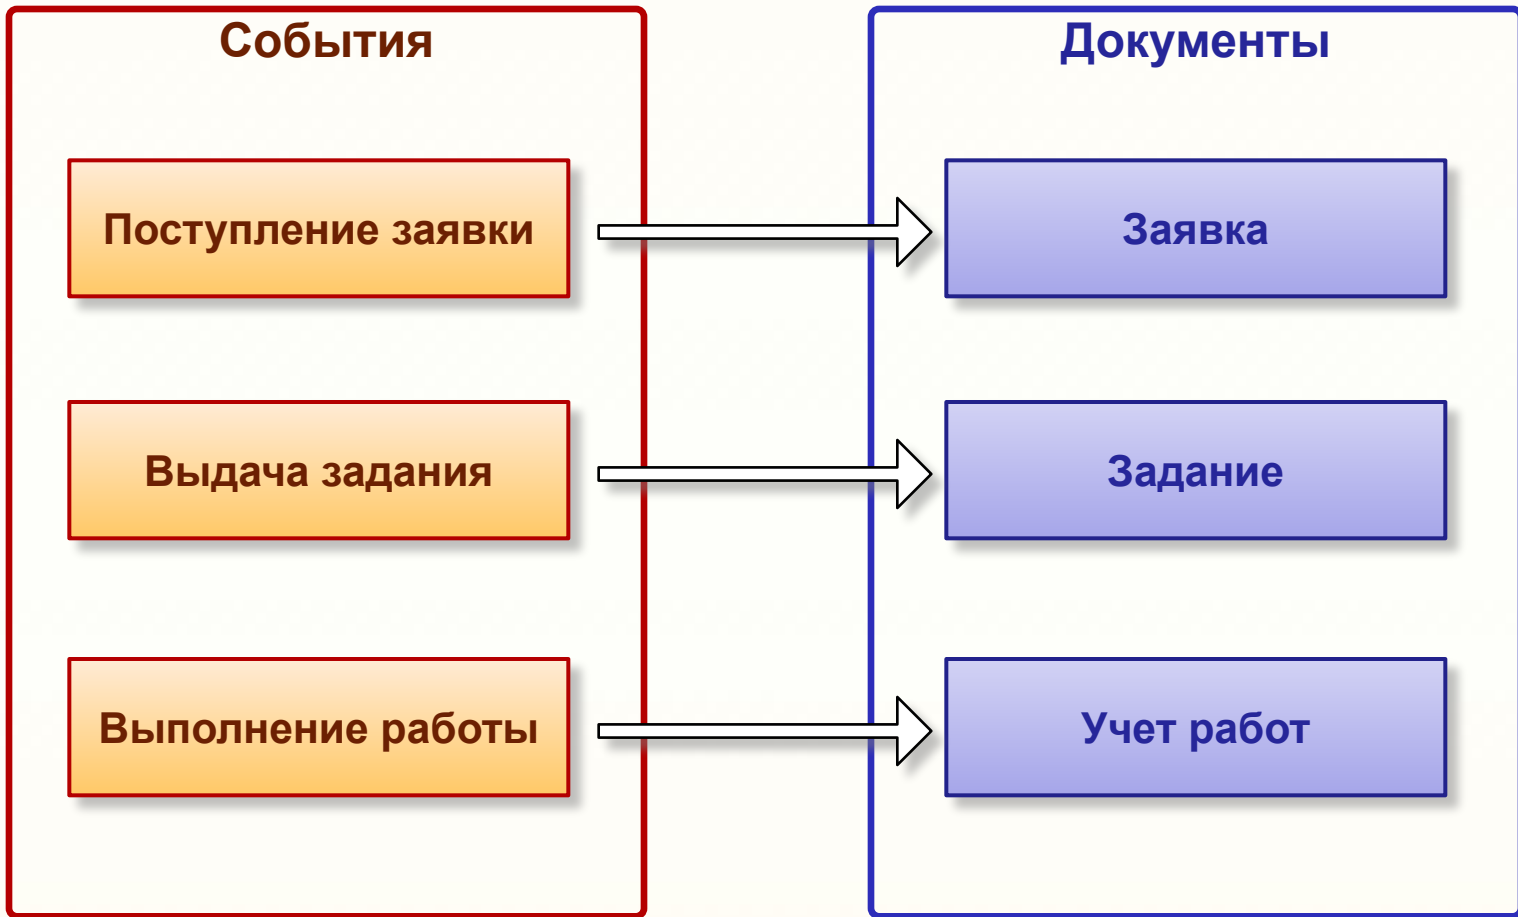 События
Документы
Поступление заявки
Заявка
Выдача задания
Задание
Выполнение работы
Учет работ